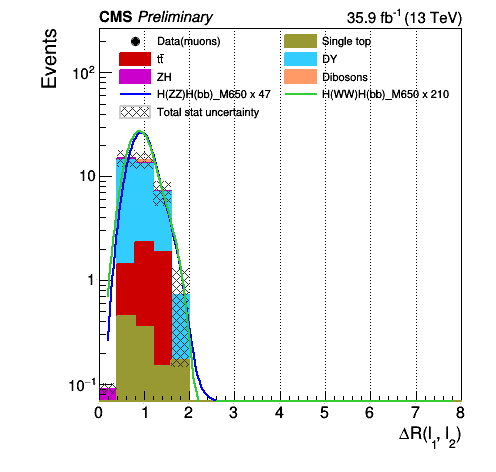 CMS Preliminary 35.9 fb⁻¹ (13 TeV)
Events
Data(muons) Single top
tt̄ DY
ZH Dibosons
H(ZZ)H(bb)_M650 x 47 H(WW)H(bb)_M650 x 210
Total stat uncertainty
10²
10
1
10⁻¹
0 1 2 3 4 5 6 7 8
ΔR(l₁, l₂)